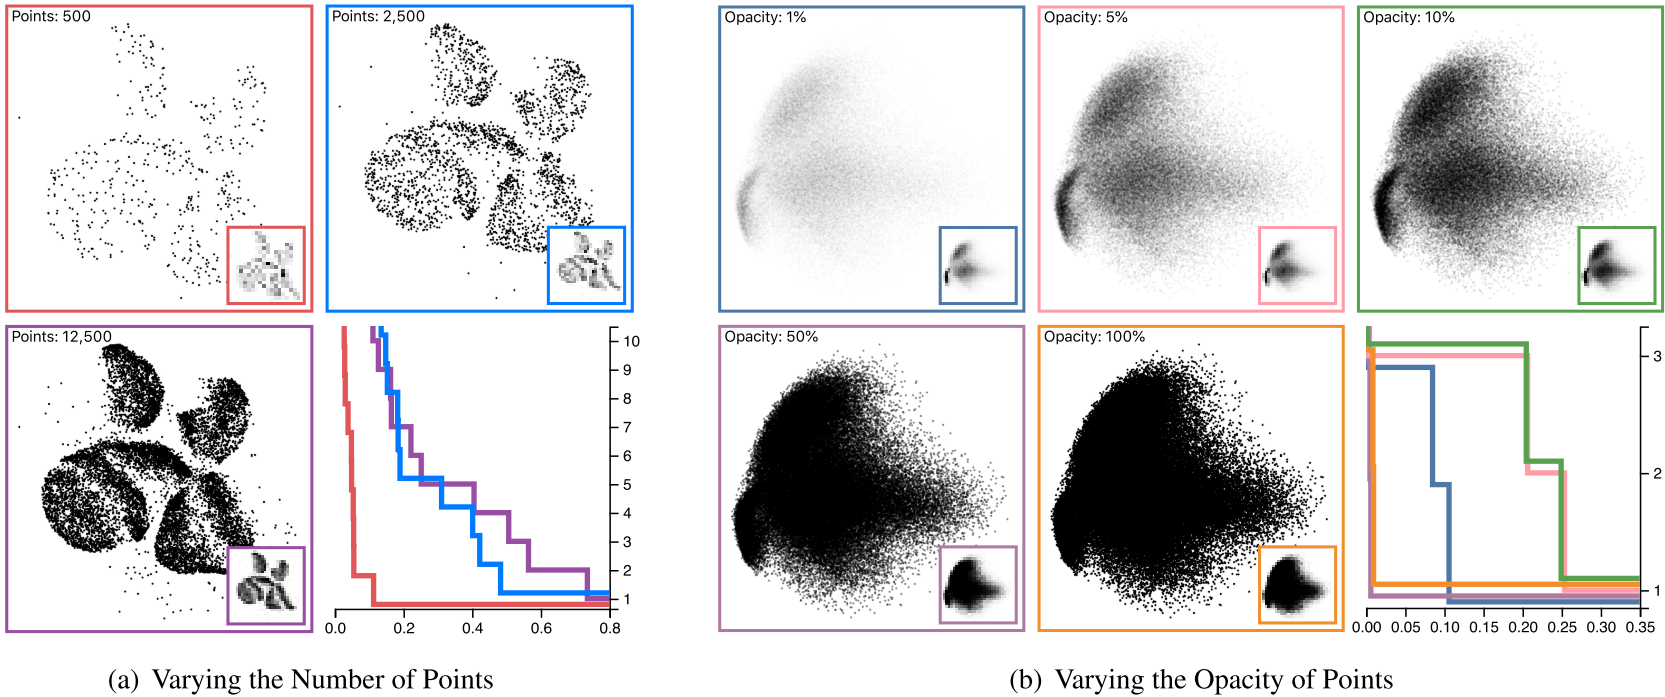 Points: 500
Points: 2,500
Points: 12,500
10
9
8
7
6
5
4
3
2
1
0.0 0.2 0.4 0.6 0.8
(a) Varying the Number of Points
Opacity: 1%
Opacity: 5%
Opacity: 10%
Opacity: 50%
Opacity: 100%
3
2
1
0.00 0.05 0.10 0.15 0.20 0.25 0.30 0.35
(b) Varying the Opacity of Points